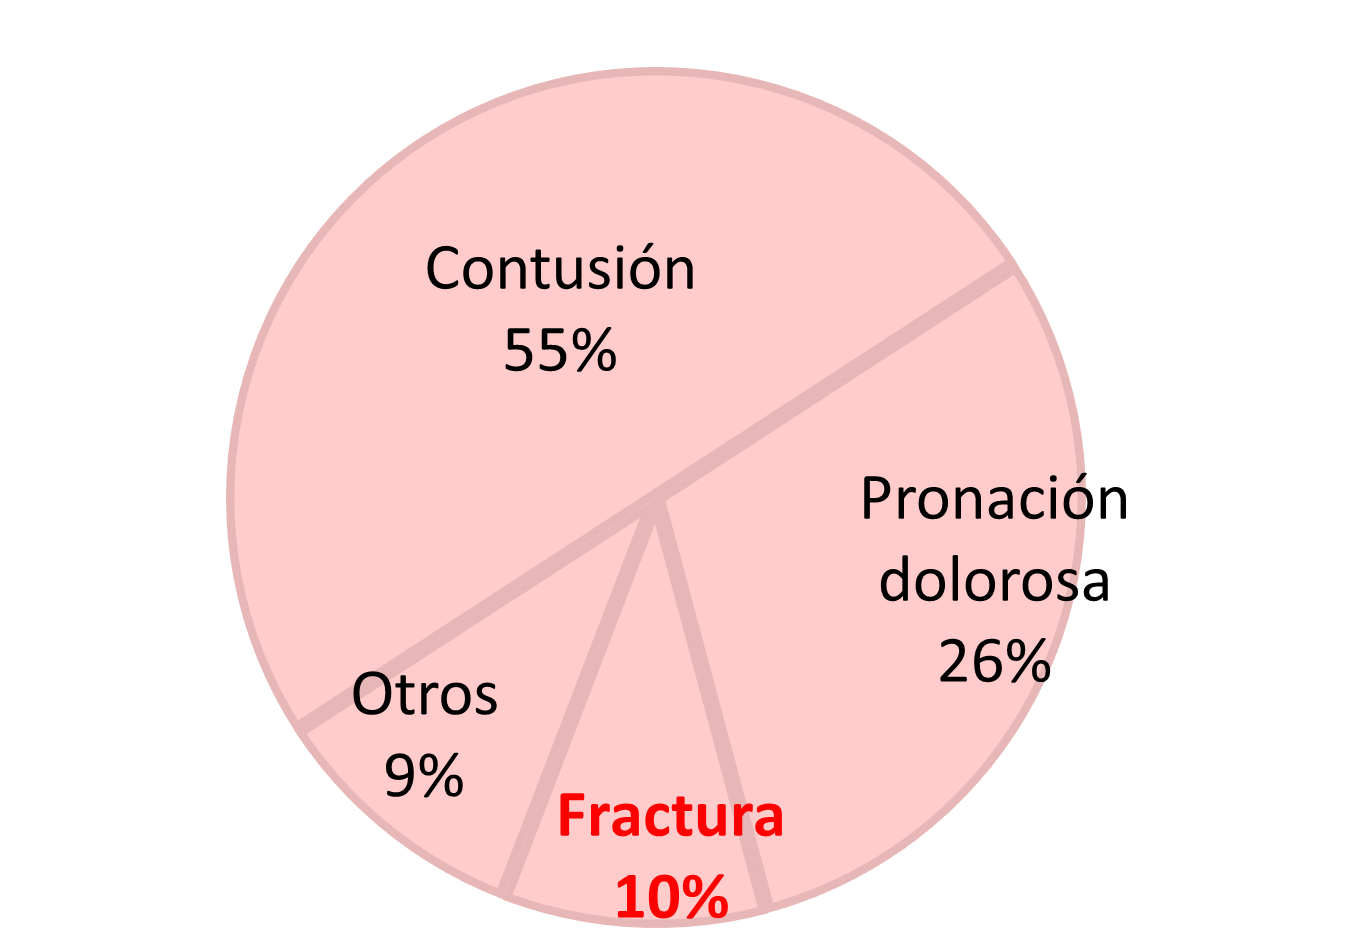 Contusión
55%
Pronación
dolorosa
26%
Otros
9%
Fractura
10%